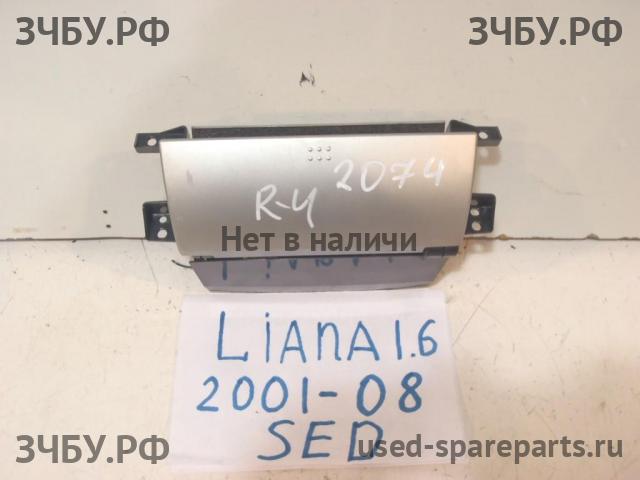 ЗЧБУ.РФ
ЗЧБУ.РФ
R-4 2074
Нет в наличи
LiAnA 1.6
2001-08
SED
ЗЧБУ.РФ
used-spareparts.ru